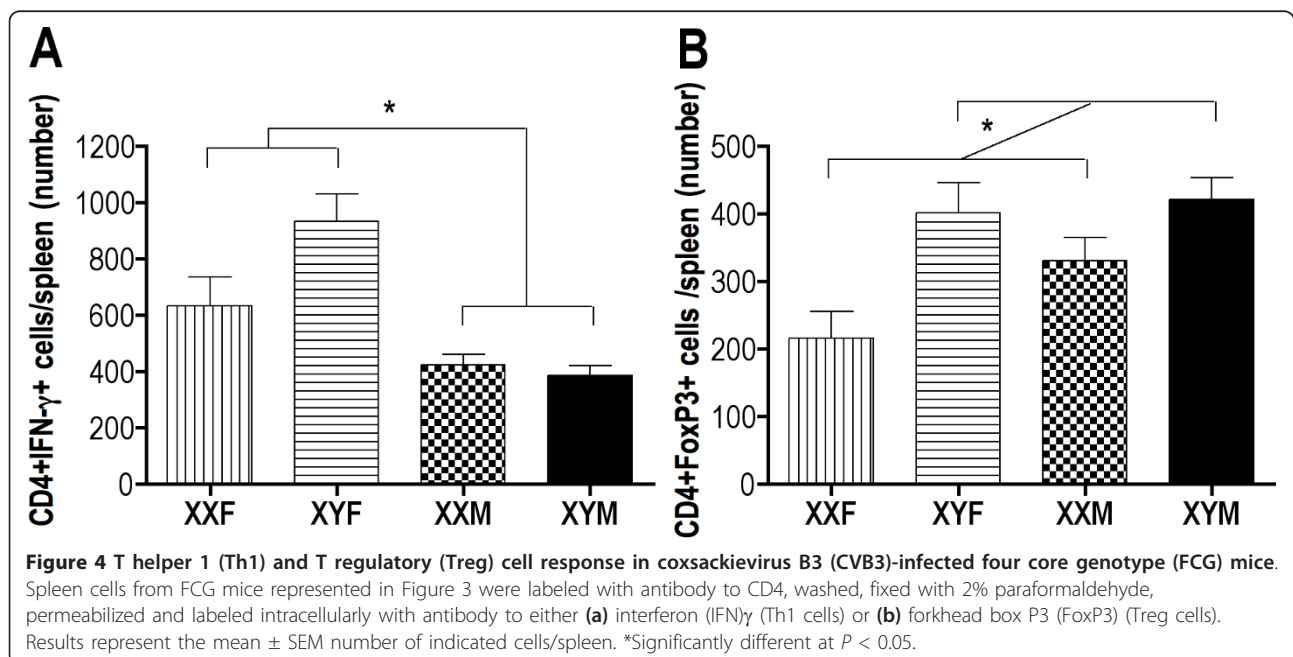 A
CD4+IFN-γ+ cells/spleen (number)
*
1200
1000
800
600
400
200
0
XXF
XYF
XXM
XYM
B
CD4+FoxP3+ cells /spleen (number)
*
500
400
300
200
100
0
XXF
XYF
XXM
XYM
Figure 4 T helper 1 (Th1) and T regulatory (Treg) cell response in coxsackievirus B3 (CVB3)-infected four core genotype (FCG) mice.
Spleen cells from FCG mice represented in Figure 3 were labeled with antibody to CD4, washed, fixed with 2% paraformaldehyde,
permeabilized and labeled intracellularly with antibody to either (a) interferon (IFN)γ (Th1 cells) or (b) forkhead box P3 (FoxP3) (Treg cells).
Results represent the mean ± SEM number of indicated cells/spleen. *Significantly different at P < 0.05.